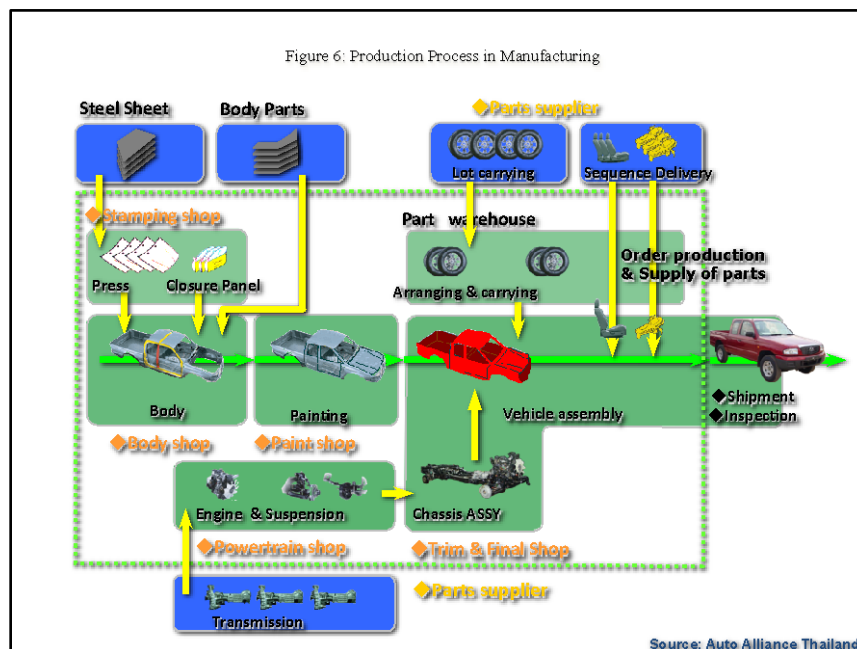 Figure 6: Production Process in Manufacturing
Steel Sheet
Body Parts
◆Parts supplier
Lot carrying
Sequence Delivery
◆Stamping shop
Part warehouse
Press
Closure Panel
Arranging & carrying
Order production
& Supply of parts
Body
Painting
Vehicle assembly
◆Shipment
◆Inspection
◆Body shop
◆Paint shop
Engine & Suspension
Chassis ASSY
◆Powertrain shop
◆Trim & Final Shop
Transmission
◆Parts supplier
Source: Auto Alliance Thailand